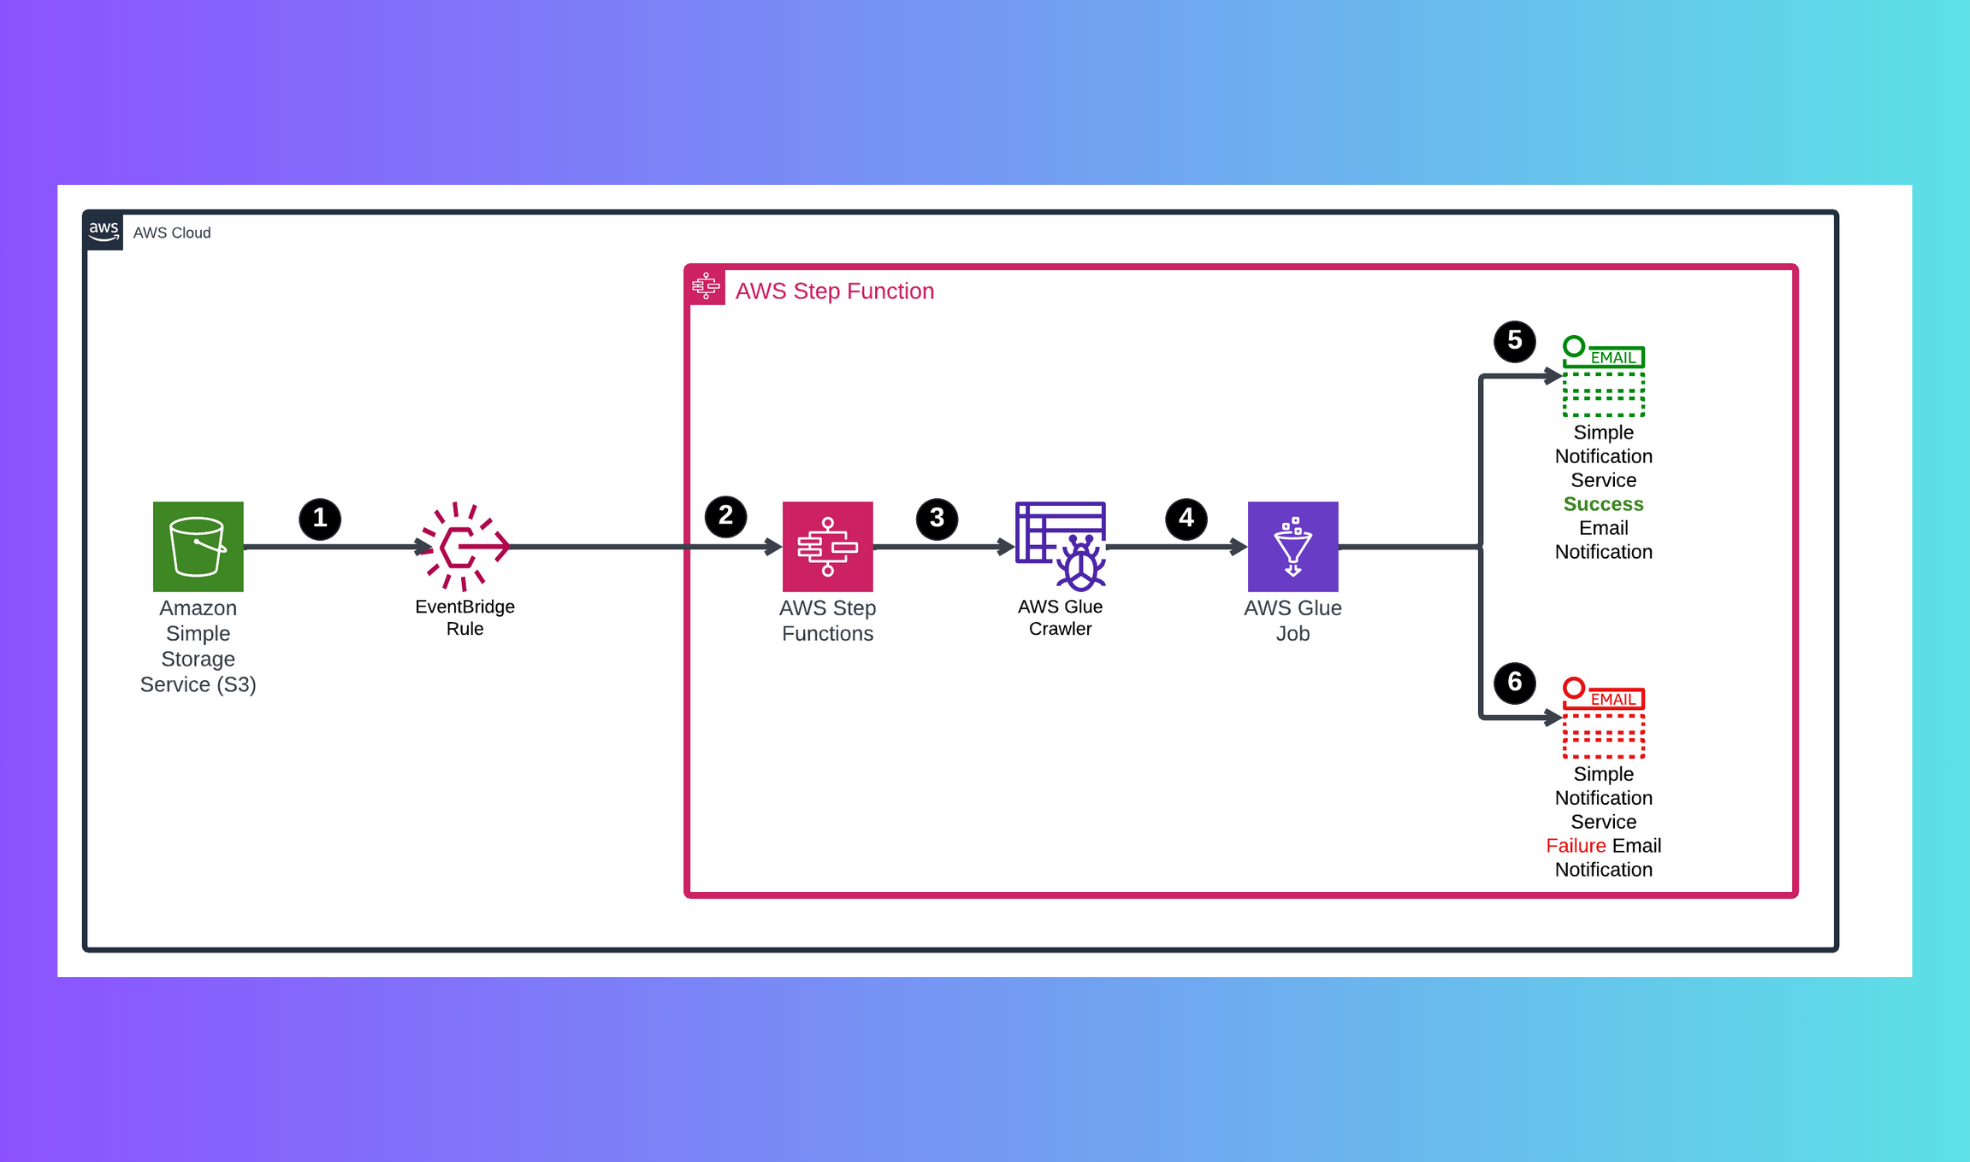 aws
AWS Cloud
AWS Step Function
1
EventBridge
Rule
Amazon
Simple
Storage
Service (S3)
2
AWS Step
Functions
3
AWS Glue
Crawler
4
AWS Glue
Job
5
EMAIL
Simple
Notification
Service
Success
Email
Notification
6
EMAIL
Simple
Notification
Service
Failure Email
Notification